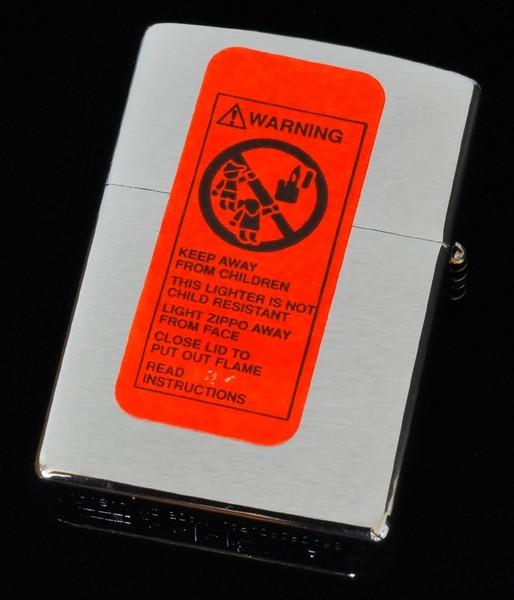 WARNING
KEEP AWAY
FROM CHILDREN
THIS LIGHTER IS NOT
CHILD RESISTANT
LIGHT ZIPPO AWAY
FROM FACE
CLOSE LID TO
PUT OUT FLAME
READ
INSTRUCTIONS